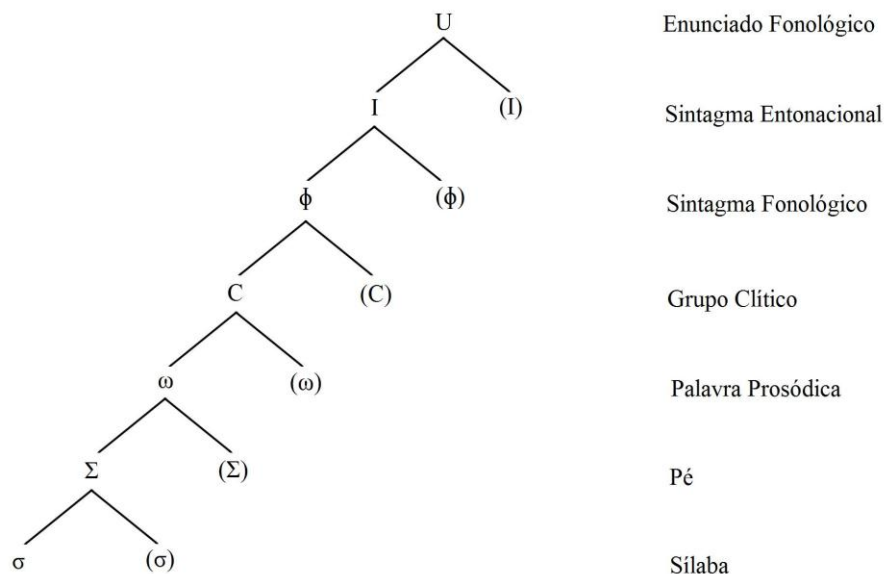 U Enunciado Fonológico
I (I) Sintagma Entonacional
ϕ (ϕ) Sintagma Fonológico
C (C) Grupo Clítico
ω (ω) Palavra Prosódica
Σ (Σ) Pé
σ (σ) Sílaba